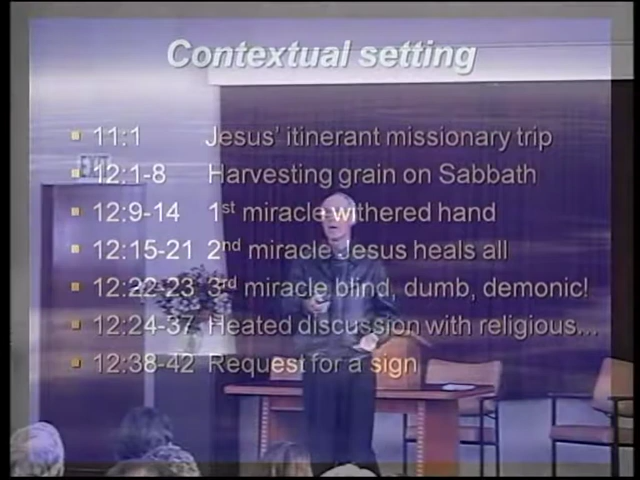 Contextual setting
11:1 Jesus' itinerant missionary trip
EXIT
12:1-8 Harvesting grain on Sabbath
12:9-14 1st miracle withered hand
12:15-21 2nd miracle Jesus heals all
12:22-23 3rd miracle blind, dumb, demonic!
12:24-37 Heated discussion with religious...
12:38-42 Request for a sign